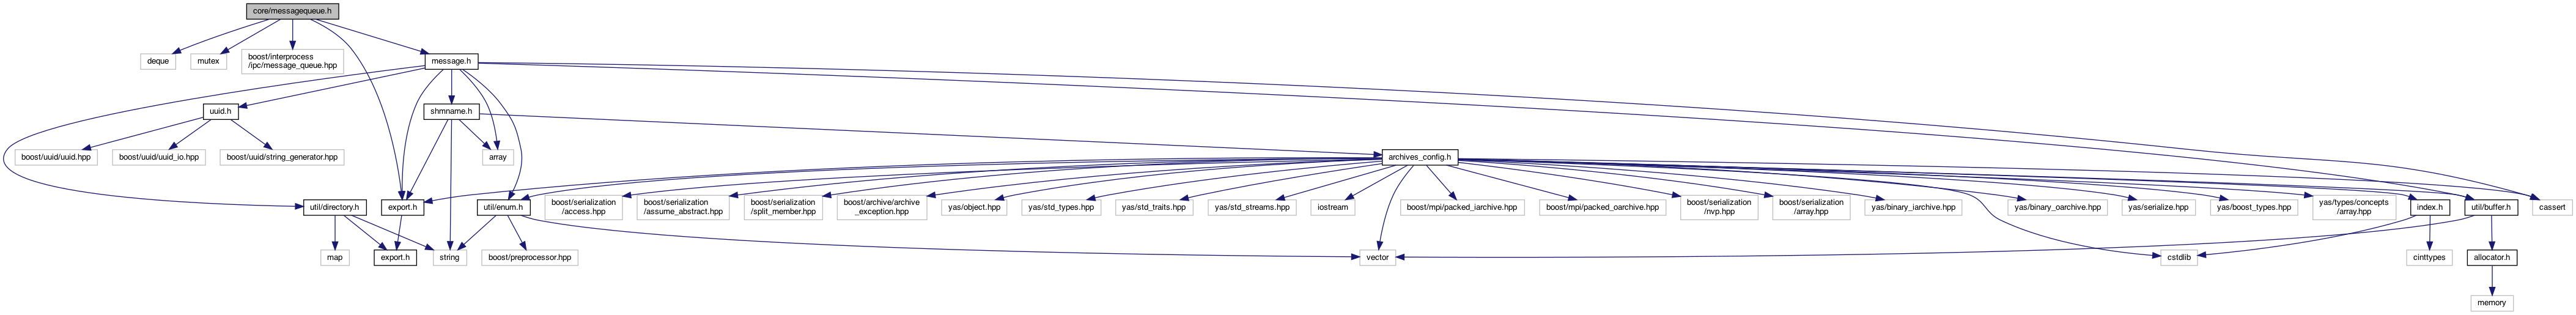 core/messagequeue.h
deque
mutex
boost/interprocess
/ipc/message_queue.hpp
message.h
uuid.h
shmname.h
boost/uuid/uuid.hpp
boost/uuid/uuid_io.hpp
boost/uuid/string_generator.hpp
array
archives_config.h
util/directory.h
export.h
util/enum.h
boost/serialization
/access.hpp
boost/serialization
/assume_abstract.hpp
boost/serialization
/split_member.hpp
boost/archive/archive
_exception.hpp
yas/object.hpp
yas/std_types.hpp
yas/std_traits.hpp
yas/std_streams.hpp
iostream
boost/mpi/packed_iarchive.hpp
boost/mpi/packed_oarchive.hpp
boost/serialization
/nvp.hpp
boost/serialization
/array.hpp
yas/binary_iarchive.hpp
yas/binary_oarchive.hpp
yas/serialize.hpp
yas/boost_types.hpp
yas/types/concepts
/array.hpp
index.h
util/buffer.h
cassert
map
export.h
string
boost/preprocessor.hpp
vector
cstdlib
cinttypes
allocator.h
memory